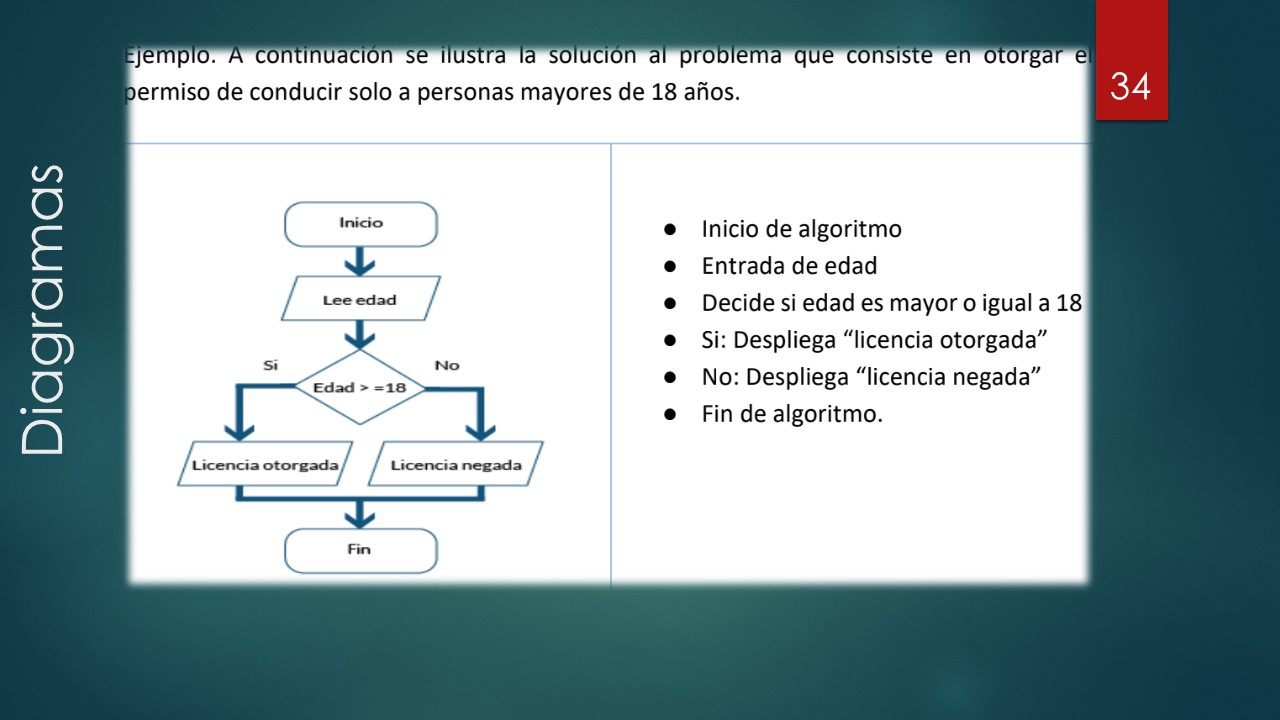 Ejemplo. A continuación se ilustra la solución al problema que consiste en otorgar el
permiso de conducir solo a personas mayores de 18 años.
34
Diagramas
Inicio
Lee edad
Si
No
Edad > =18
Licencia otorgada
Licencia negada
Fin
● Inicio de algoritmo
● Entrada de edad
● Decide si edad es mayor o igual a 18
● Si: Despliega “licencia otorgada”
● No: Despliega “licencia negada”
● Fin de algoritmo.